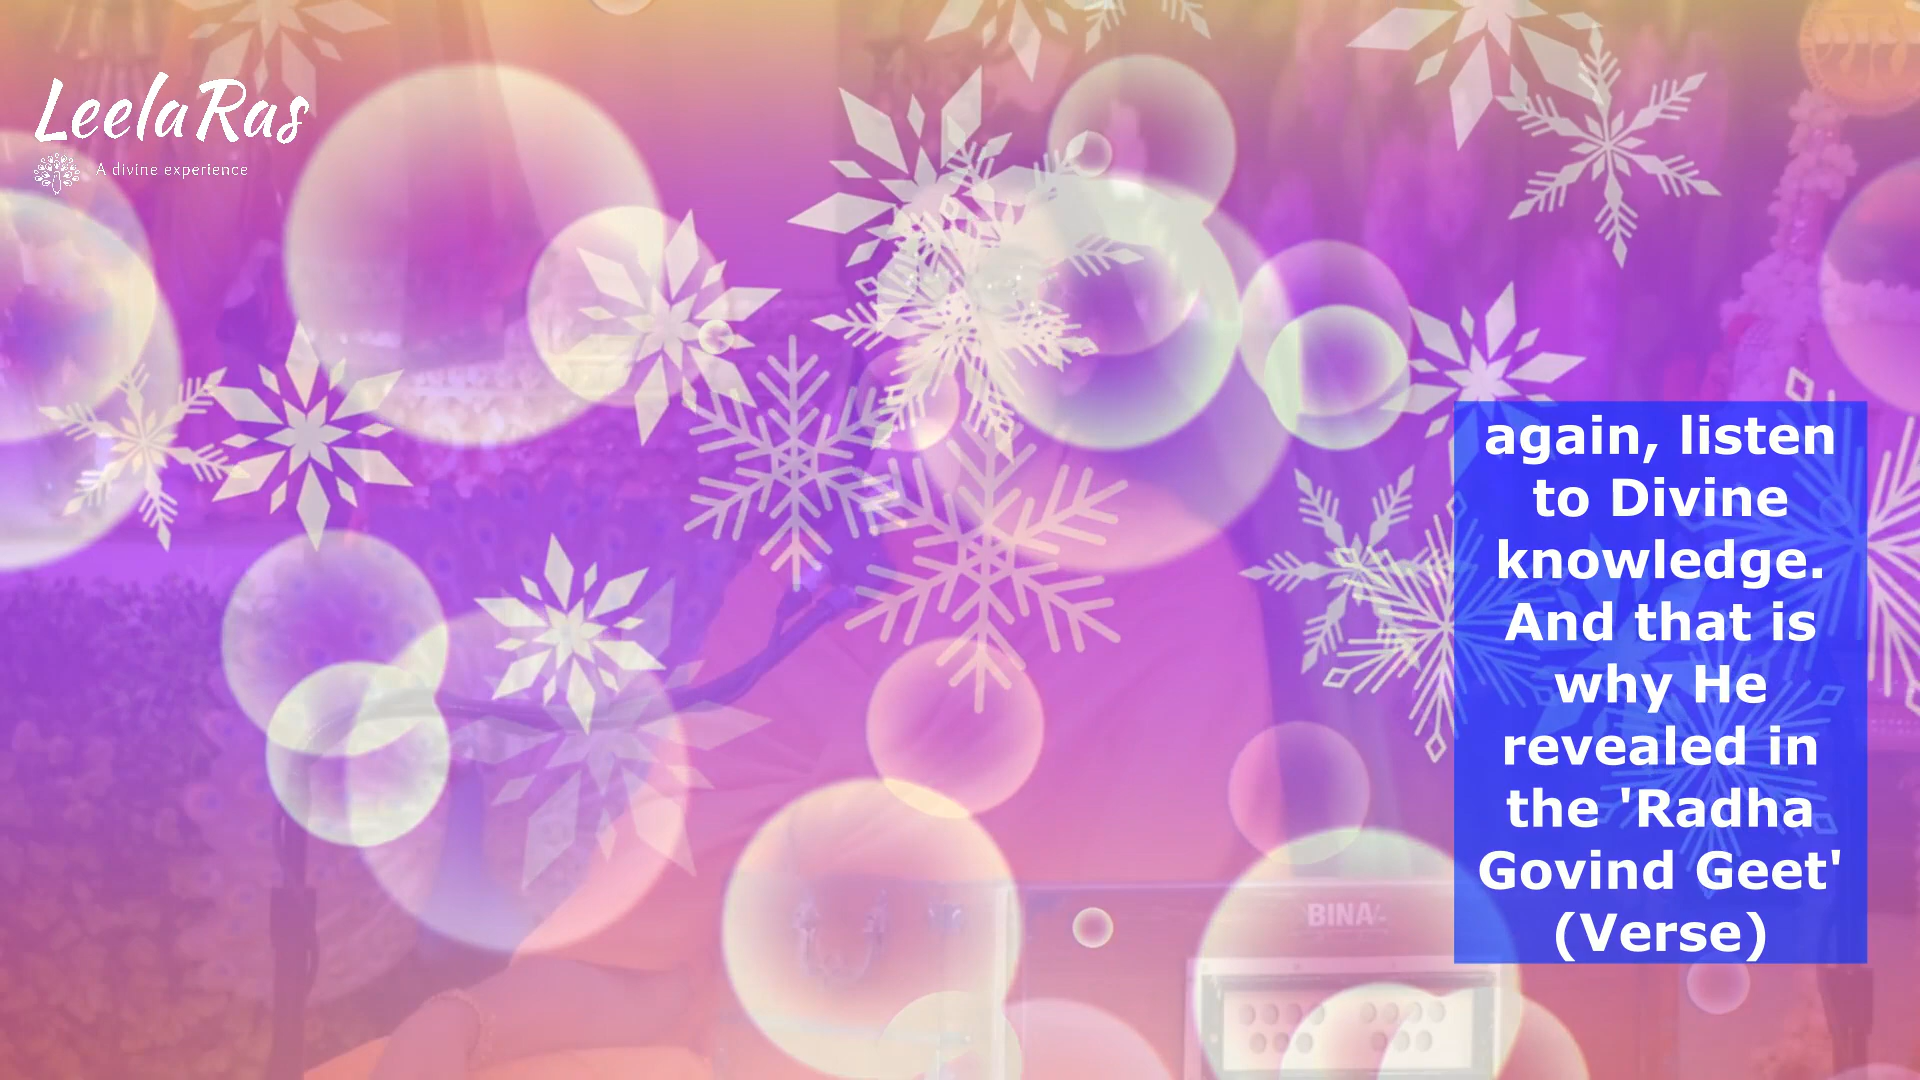 LeelaRas
A divine experience
again, listen
to Divine
knowledge.
And that is
why He
revealed in
the 'Radha
Govind Geet'
(Verse)
BINA